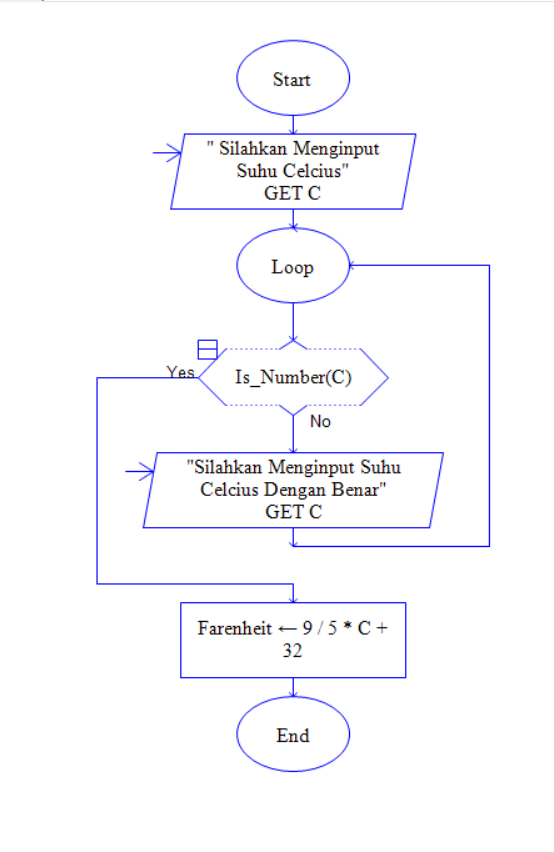 Start
" Silahkan Menginput
Suhu Celcius"
GET C
Loop
Yes
Is_Number(C)
No
"Silahkan Menginput Suhu
Celcius Dengan Benar"
GET C
Farenheit ← 9 / 5 * C +
32
End